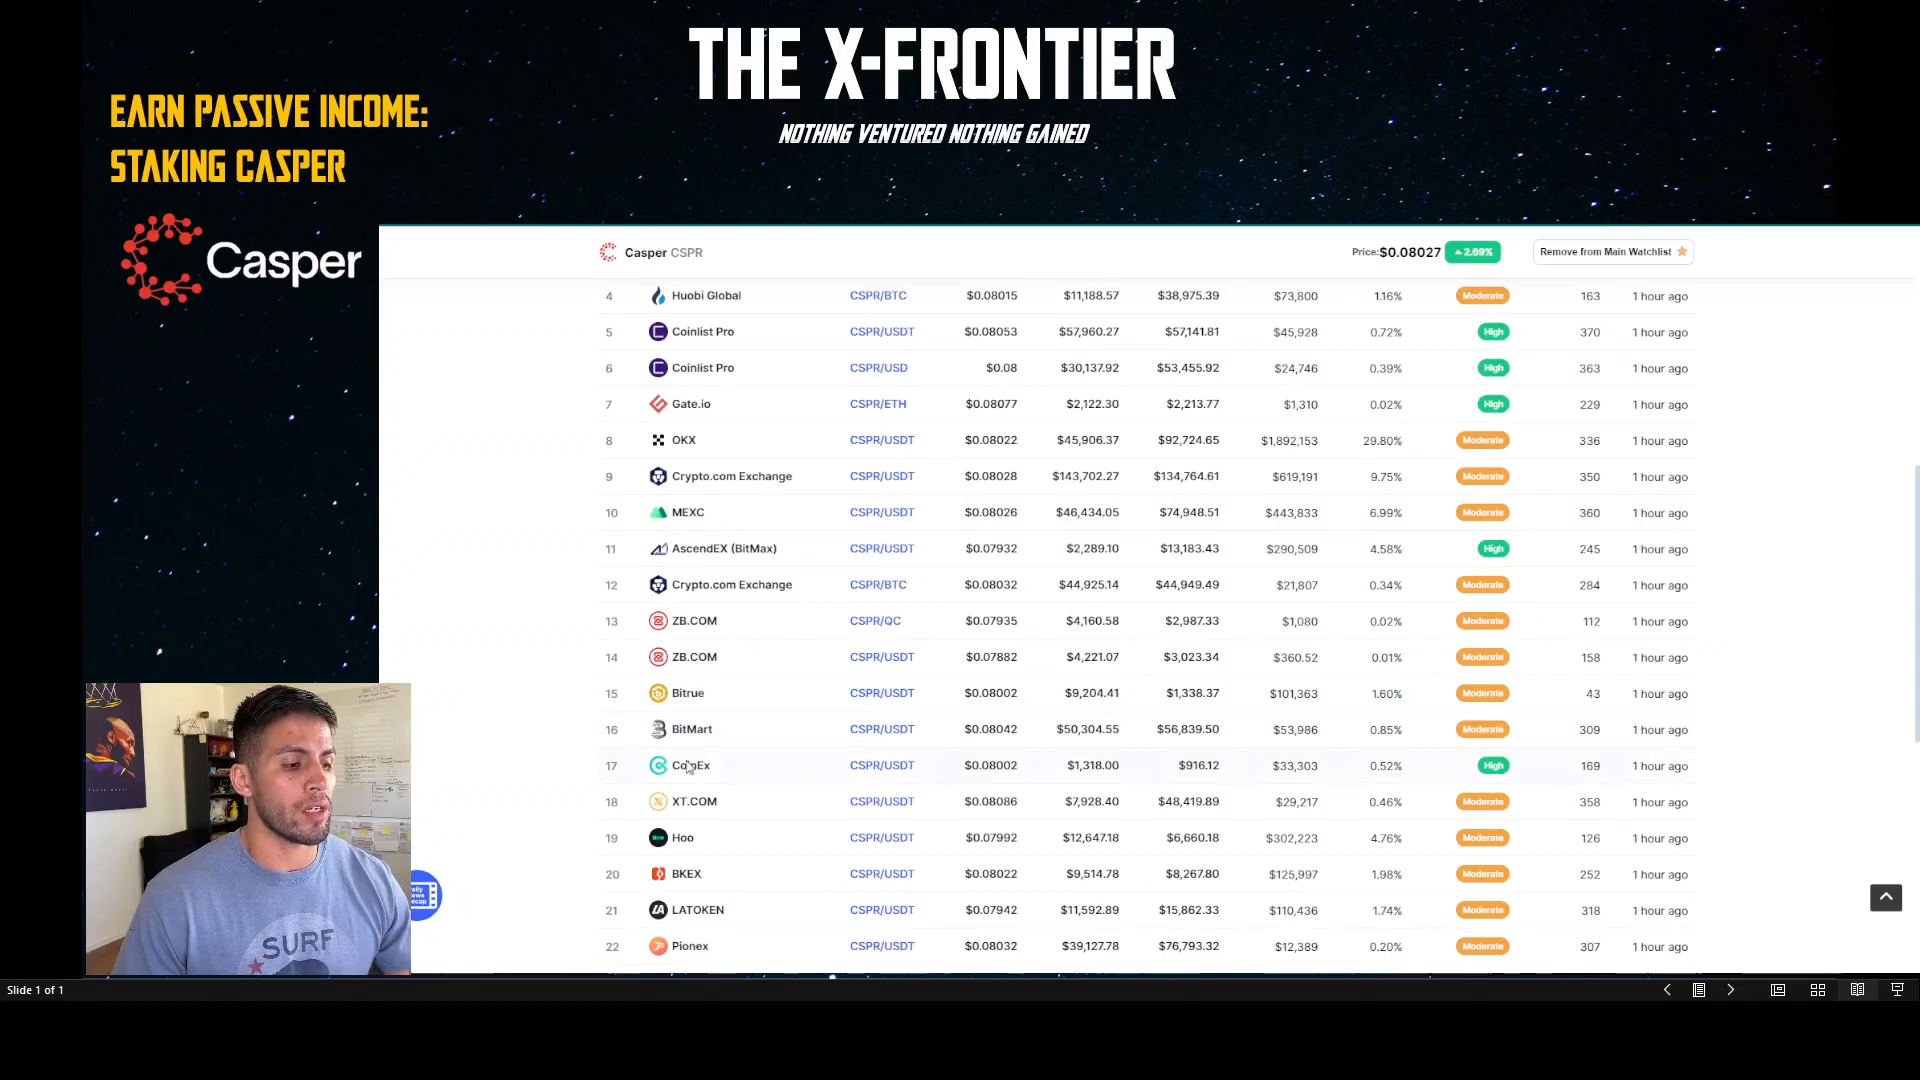 THE X-FRONTIER
NOTHING VENTURED NOTHING GAINED
EARN PASSIVE INCOME:
STAKING CASPER
Casper
Casper CSPR
Price:$0.08027 2.69%
Remove from Main Watchlist
4 Huobi Global CSPR/BTC $0.08015 $11,188.57 $38,975.39 $73,800 1.16% Moderate 163 1 hour ago
5 Coinlist Pro CSPR/USDT $0.08053 $57,960.27 $57,141.81 $45,928 0.72% High 370 1 hour ago
6 Coinlist Pro CSPR/USD $0.08 $30,137.92 $53,455.92 $24,746 0.39% High 363 1 hour ago
7 Gate.io CSPR/ETH $0.08077 $2,122.30 $2,213.77 $1,310 0.02% High 229 1 hour ago
8 OKX CSPR/USDT $0.08022 $45,906.37 $92,724.65 $1,892,153 29.80% Moderate 336 1 hour ago
9 Crypto.com Exchange CSPR/USDT $0.08028 $143,702.27 $134,764.61 $619,191 9.75% Moderate 350 1 hour ago
10 MEXC CSPR/USDT $0.08026 $46,434.05 $74,948.51 $443,833 6.99% Moderate 360 1 hour ago
11 AscendEX (BitMax) CSPR/USDT $0.07932 $2,289.10 $13,183.43 $290,509 4.58% High 245 1 hour ago
12 Crypto.com Exchange CSPR/BTC $0.08032 $44,925.14 $44,949.49 $21,807 0.34% Moderate 284 1 hour ago
13 ZB.COM CSPR/QC $0.07935 $4,160.58 $2,987.33 $1,080 0.02% Moderate 112 1 hour ago
14 ZB.COM CSPR/USDT $0.07882 $4,221.07 $3,023.34 $360.52 0.01% Moderate 158 1 hour ago
15 Bitrue CSPR/USDT $0.08002 $9,204.41 $1,338.37 $101,363 1.60% Moderate 43 1 hour ago
16 BitMart CSPR/USDT $0.08042 $50,304.55 $56,839.50 $53,986 0.85% Moderate 309 1 hour ago
17 CoinEx CSPR/USDT $0.08002 $1,318.00 $916.12 $33,303 0.52% High 169 1 hour ago
18 XT.COM CSPR/USDT $0.08086 $7,928.40 $48,419.89 $29,217 0.46% Moderate 358 1 hour ago
19 Hoo CSPR/USDT $0.07992 $12,647.18 $6,660.18 $302,223 4.76% Moderate 126 1 hour ago
20 BKEX CSPR/USDT $0.08022 $9,514.78 $8,267.80 $125,997 1.98% Moderate 252 1 hour ago
21 LATOKEN CSPR/USDT $0.07942 $11,592.89 $15,862.33 $110,436 1.74% Moderate 318 1 hour ago
22 Pionex CSPR/USDT $0.08032 $39,127.78 $76,793.32 $12,389 0.20% Moderate 307 1 hour ago
SURF
Slide 1 of 1